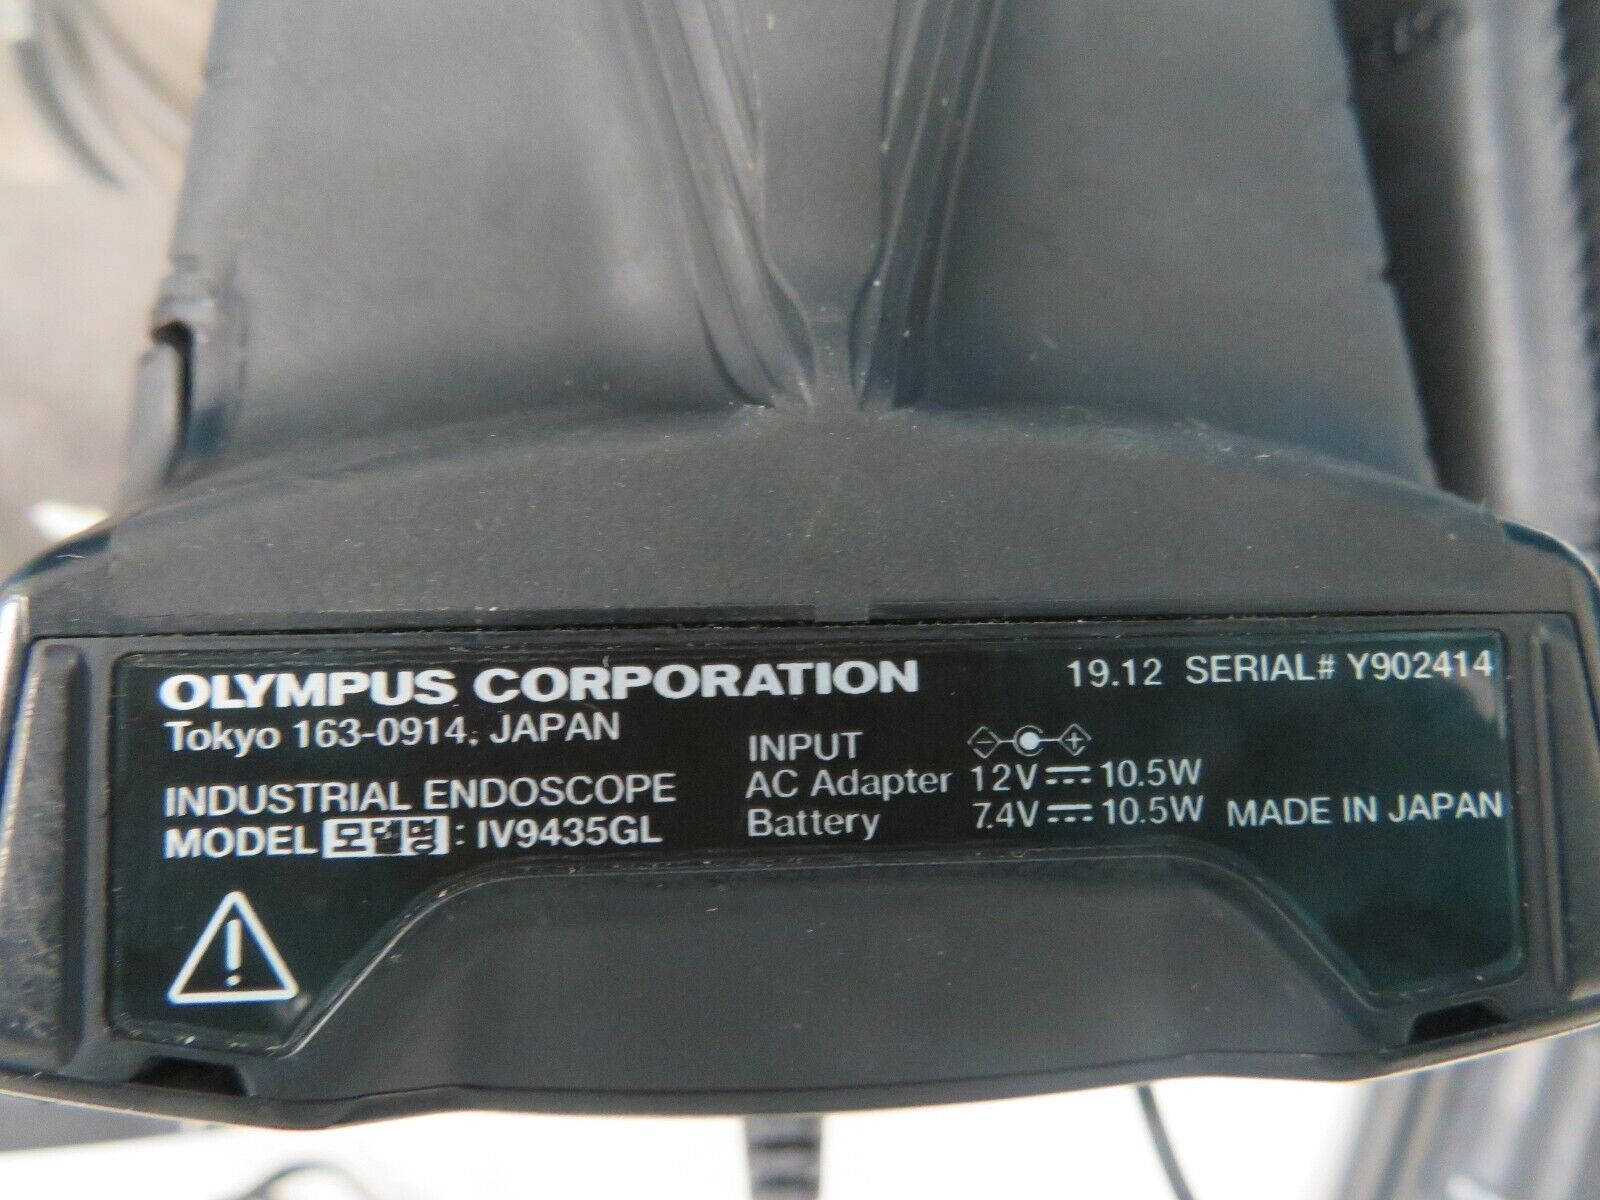 OLYMPUS CORPORATION
Tokyo 163-0914, JAPAN
INDUSTRIAL ENDOSCOPE
MODEL 모델명 : IV9435GL
19.12 SERIAL# Y902414
INPUT
AC Adapter 12V 10.5W
Battery 7.4V 10.5W
MADE IN JAPAN